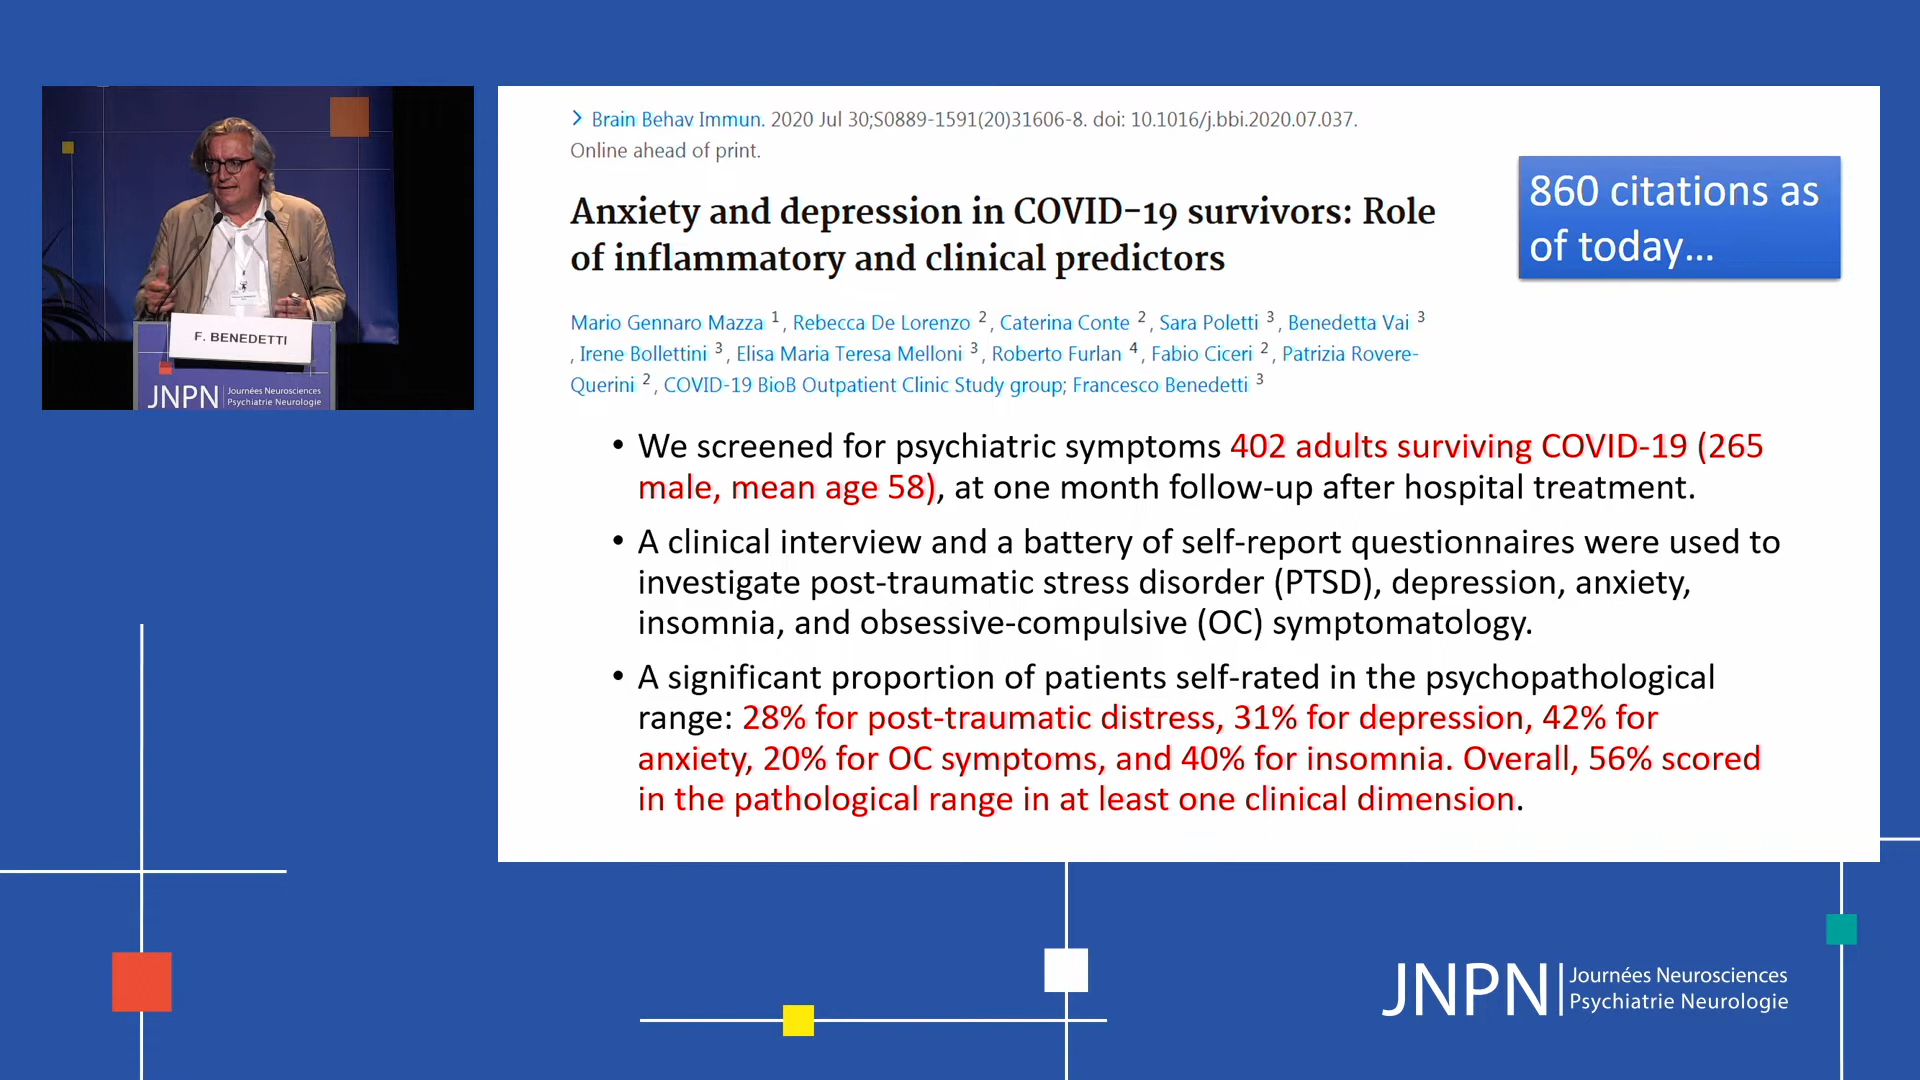 F. BENEDETTI
JNPN Journées Neurosciences
Psychiatrie Neurologie
> Brain Behav Immun. 2020 Jul 30;S0889-1591(20)31606-8. doi: 10.1016/j.bbi.2020.07.037.
Online ahead of print.
Anxiety and depression in COVID-19 survivors: Role
of inflammatory and clinical predictors
860 citations as
of today...
Mario Gennaro Mazza 1, Rebecca De Lorenzo 2, Caterina Conte 2, Sara Poletti 3, Benedetta Vai 3
, Irene Bollettini 3, Elisa Maria Teresa Melloni 3, Roberto Furlan 4, Fabio Ciceri 2, Patrizia Rovere-
Querini 2, COVID-19 BioB Outpatient Clinic Study group; Francesco Benedetti 3
• We screened for psychiatric symptoms 402 adults surviving COVID-19 (265
male, mean age 58), at one month follow-up after hospital treatment.
• A clinical interview and a battery of self-report questionnaires were used to
investigate post-traumatic stress disorder (PTSD), depression, anxiety,
insomnia, and obsessive-compulsive (OC) symptomatology.
• A significant proportion of patients self-rated in the psychopathological
range: 28% for post-traumatic distress, 31% for depression, 42% for
anxiety, 20% for OC symptoms, and 40% for insomnia. Overall, 56% scored
in the pathological range in at least one clinical dimension.
JNPN Journées Neurosciences
Psychiatrie Neurologie